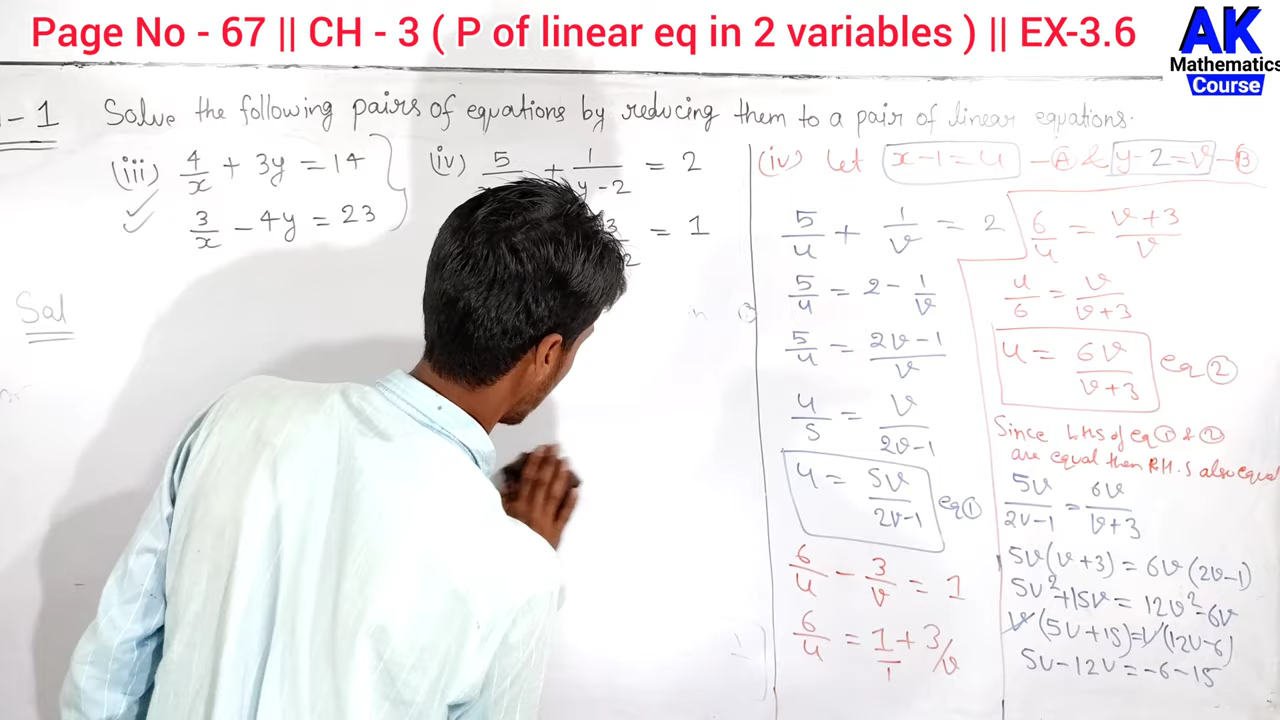 Page No - 67 || CH - 3 ( P of linear eq in 2 variables ) || EX-3.6
AK
Mathematics
Course
- 1 Solve the following pairs of equations by reducing them to a pair of linear equations.
(iii) 4/x + 3y = 14
3/x - 4y = 23
(iv) 5/ + 1/y-2 = 2
3/2 = 1
Sol
in
(iv) Let x-1=u -A & y-2=v -B
5/u + 1/v = 2
5/u = 2 - 1/v
5/u = 2v-1/v
u/5 = v/2v-1
u = 5v/2v-1 eq 1
6/u - 3/v = 1
6/u = 1/1 + 3/v
6/u = v+3/v
u/6 = v/v+3
u = 6v/v+3 eq 2
Since LHS of eq 1 & 2
are equal then R.H.S also equal
5v/2v-1 = 6v/v+3
5v(v+3) = 6v(2v-1)
5v²+15v = 12v²-6v
v(5v+15)=v(12v-6)
5v-12v=-6-15